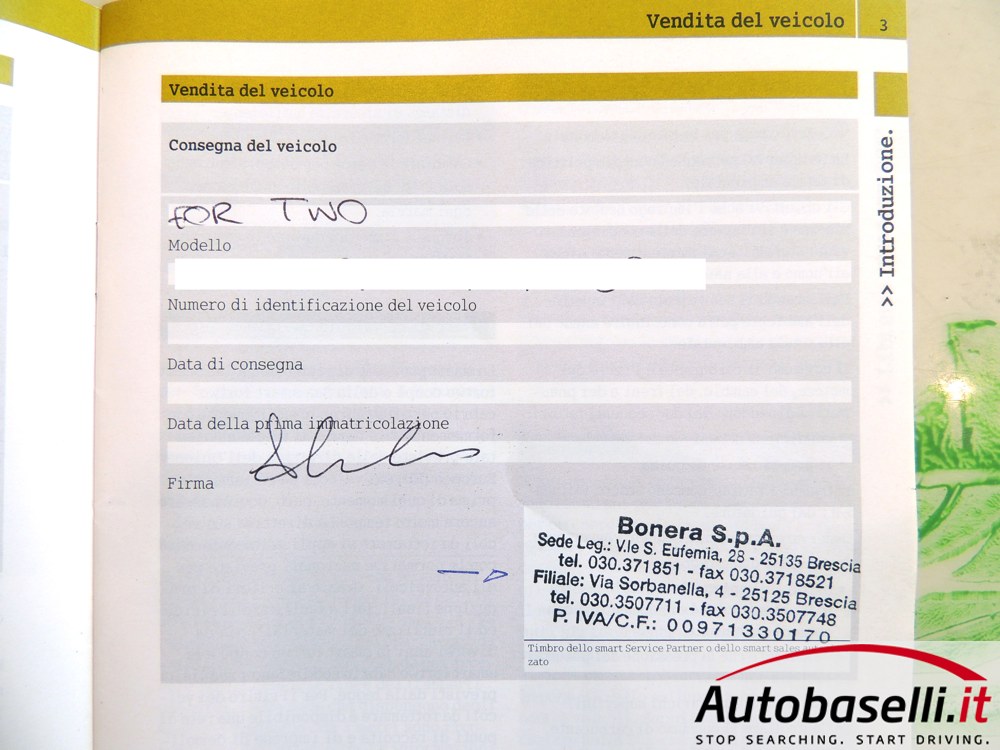 Vendita del veicolo 3
Vendita del veicolo
Consegna del veicolo
FOR TWO
Modello
Numero di identificazione del veicolo
Data di consegna
Data della prima immatricolazione
Firma
>> Introduzione.
Bonera S.p.A.
Sede Leg.: V.le S. Eufemia, 28 - 25135 Brescia
tel. 030.371851 - fax 030.3718521
Filiale: Via Sorbanella, 4 - 25125 Brescia
tel. 030.3507711 - fax 030.3507748
P. IVA/C.F.: 00971330170
Timbro dello smart Service Partner o dello smart sales
zato
Autobaselli.it
STOP SEARCHING. START DRIVING.